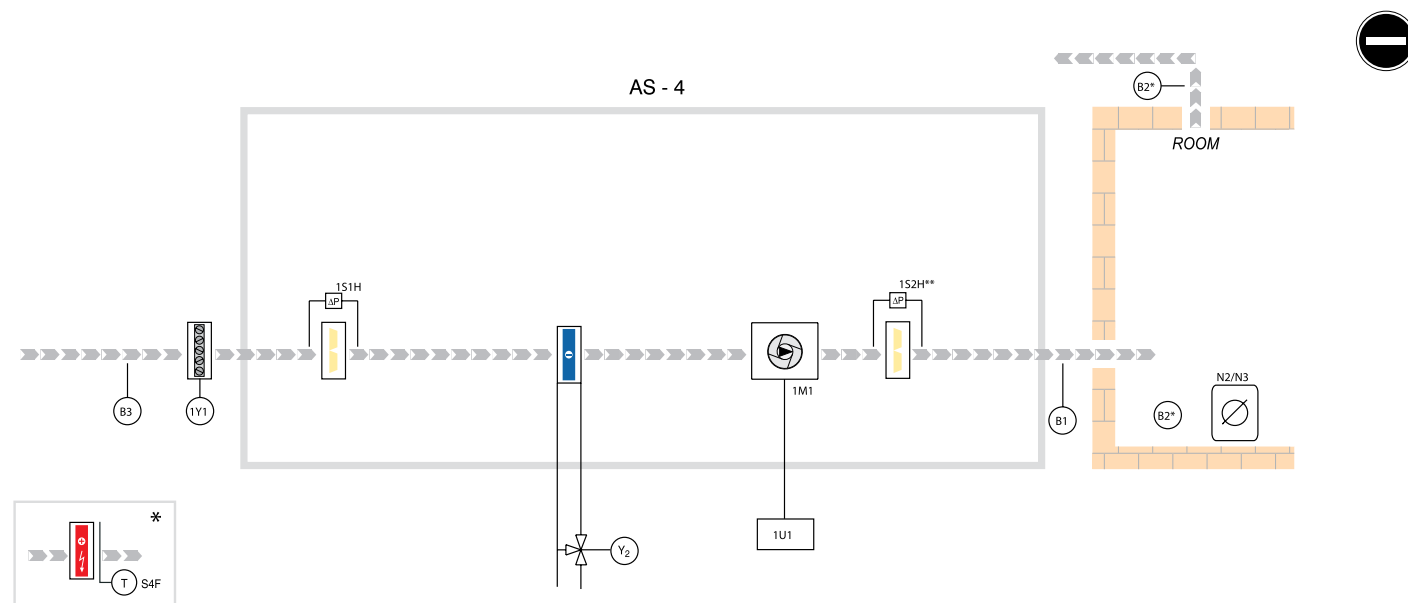 AS - 4
B2*
ROOM
1S1H
ΔP
1S2H**
ΔP
1M1
N2/N3
B3
1Y1
B1
B2*
1U1
Y2
*
T
S4F